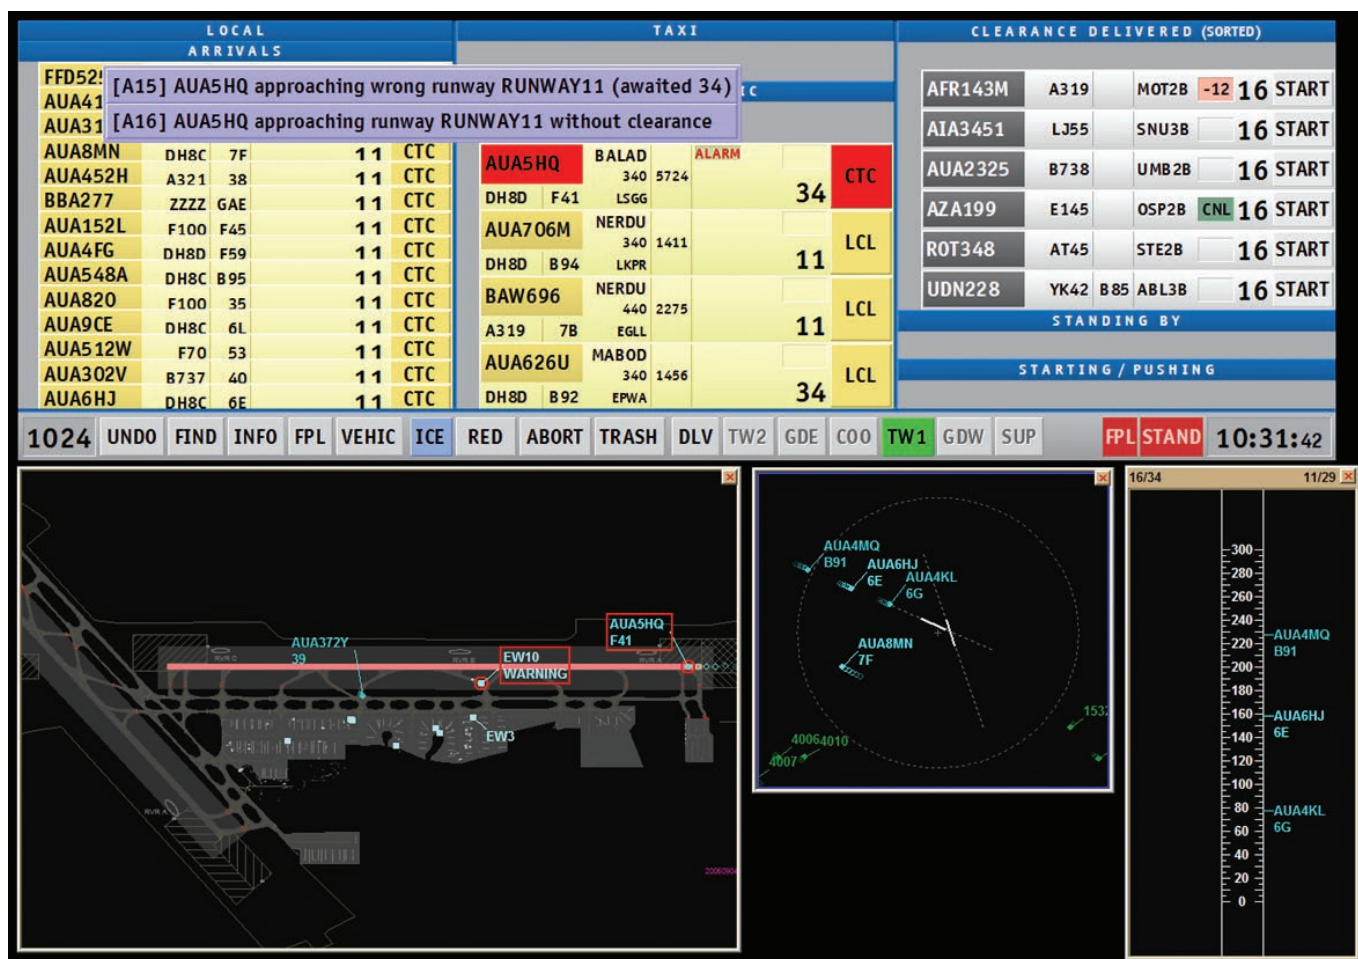 LOCAL
ARRIVALS
FFD525
AUA41
AUA31
[A15] AUA5HQ approaching wrong runway RUNWAY11 (awaited 34)
[A16] AUA5HQ approaching runway RUNWAY11 without clearance
AUA8MN DH8C 7F 11 CTC
AUA452H A321 38 11 CTC
BBA277 ZZZZ GAE 11 CTC
AUA152L F100 F45 11 CTC
AUA4FG DH8D F59 11 CTC
AUA548A DH8C B95 11 CTC
AUA820 F100 35 11 CTC
AUA9CE DH8C 6L 11 CTC
AUA512W F70 53 11 CTC
AUA302V B737 40 11 CTC
AUA6HJ DH8C 6E 11 CTC
TAXI
IC
AUA5HQ BALAD ALARM CTC
340 5724
DH8D F41 LSGG 34
AUA706M NERDU LCL
340 1411
DH8D B94 LKPR 11
BAW696 NERDU LCL
440 2275
A319 7B EGLL 11
AUA626U MABOD LCL
340 1456
DH8D B92 EPWA 34
CLEARANCE DELIVERED (SORTED)
AFR143M A319 MOT2B -12 16 START
AIA3451 LJ55 SNU3B 16 START
AUA2325 B738 UMB2B 16 START
AZA199 E145 OSP2B CNL 16 START
ROT348 AT45 STE2B 16 START
UDN228 YK42 B85 ABL3B 16 START
STANDING BY
STARTING / PUSHING
1024 UNDO FIND INFO FPL VEHIC ICE RED ABORT TRASH DLV TW2 GDE COO TW1 GDW SUP FPL STAND 10:31:42
AUA5HQ
F41
AUA372Y
39
EW10
WARNING
EW3
RVR C
RVR B
RVR A
RVR A
AUA4MQ
B91
AUA6HJ
6E
AUA4KL
6G
AUA8MN
7F
4006
4010
4007
16/34 11/29
300
280
260
240
220
200
180
160
140
120
100
80
60
40
20
0
AUA4MQ
B91
AUA6HJ
6E
AUA4KL
6G